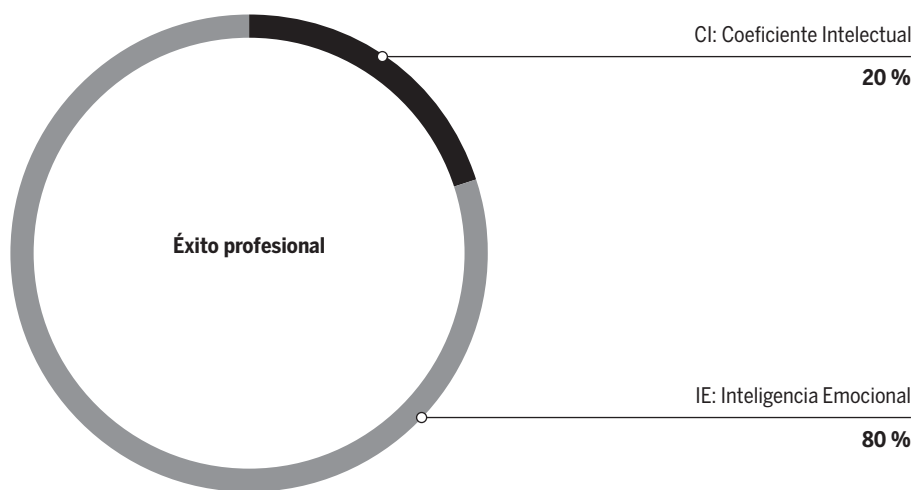 CI: Coeficiente Intelectual
20 %
Éxito profesional
IE: Inteligencia Emocional
80 %